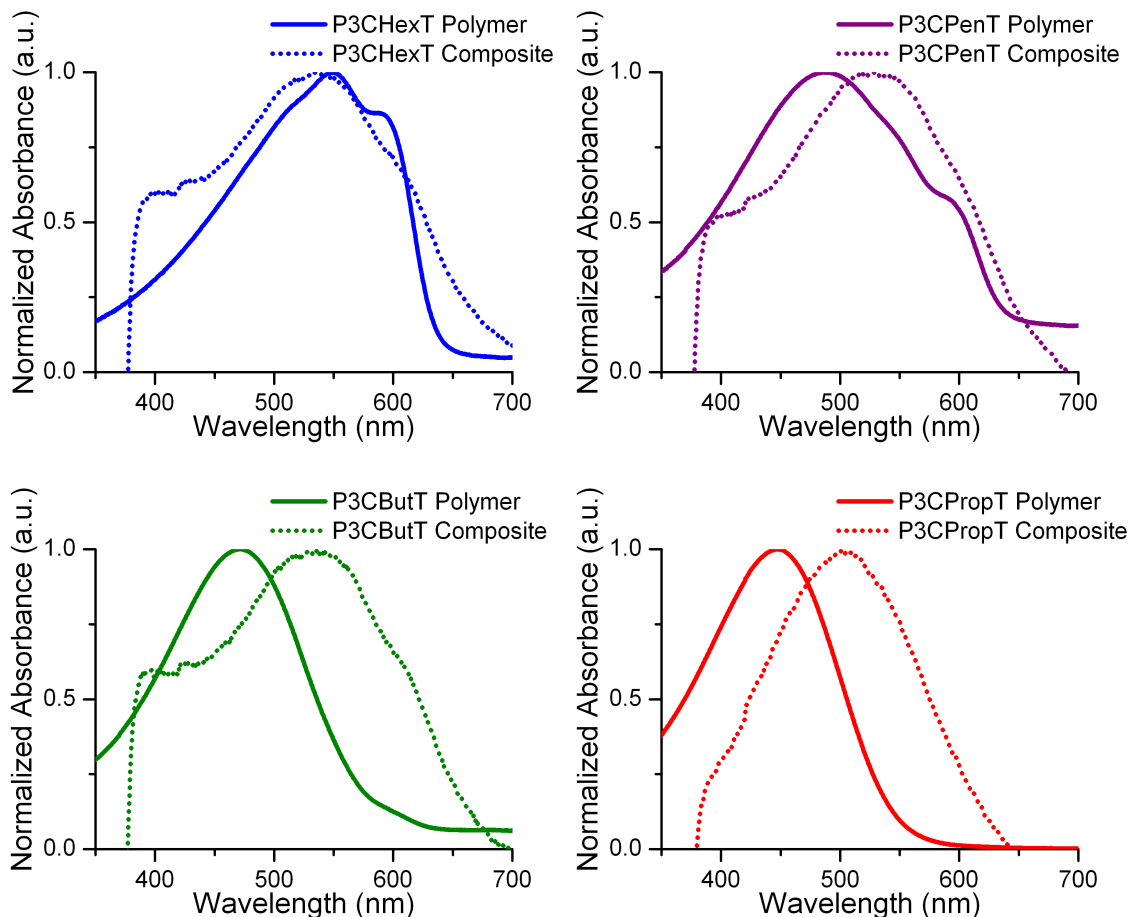 P3CHexT Polymer
P3CHexT Composite
Normalized Absorbance (a.u.)
1.0
0.5
0.0
400
500
600
700
Wavelength (nm)
P3CPenT Polymer
P3CPenT Composite
Normalized Absorbance (a.u.)
1.0
0.5
0.0
400
500
600
700
Wavelength (nm)
P3CButT Polymer
P3CButT Composite
Normalized Absorbance (a.u.)
1.0
0.5
0.0
400
500
600
700
Wavelength (nm)
P3CPropT Polymer
P3CPropT Composite
Normalized Absorbance (a.u.)
1.0
0.5
0.0
400
500
600
700
Wavelength (nm)